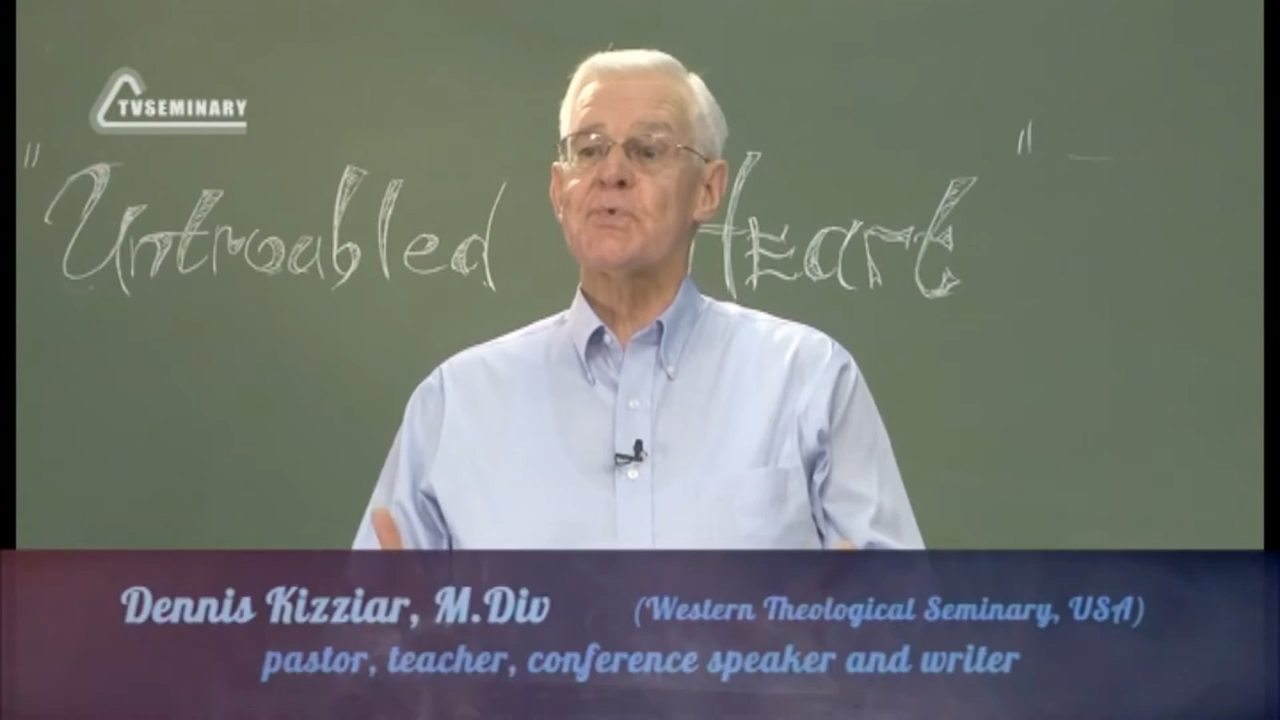 TVSEMINARY
"Untroubled Heart" –
Dennis Kizziar, M.Div (Western Theological Seminary, USA)
pastor, teacher, conference speaker and writer